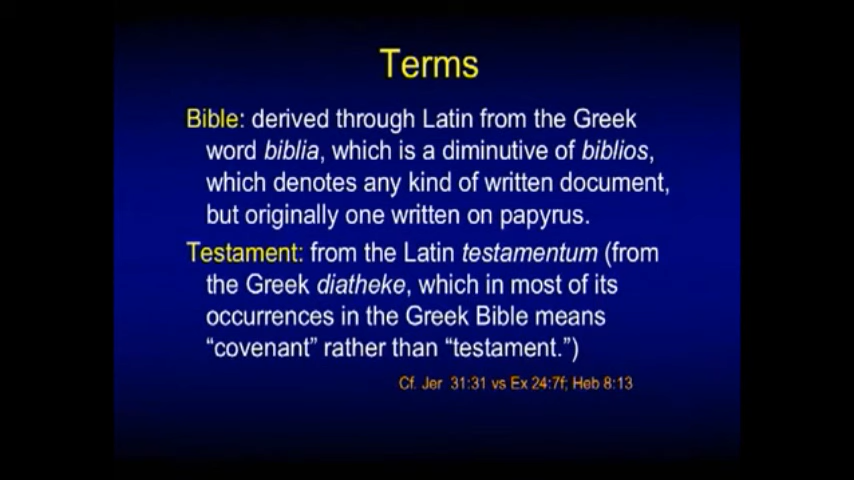 Terms
Bible: derived through Latin from the Greek
word biblia, which is a diminutive of biblios,
which denotes any kind of written document,
but originally one written on papyrus.
Testament: from the Latin testamentum (from
the Greek diatheke, which in most of its
occurrences in the Greek Bible means
“covenant” rather than “testament.”)
Cf. Jer 31:31 vs Ex 24:7f; Heb 8:13